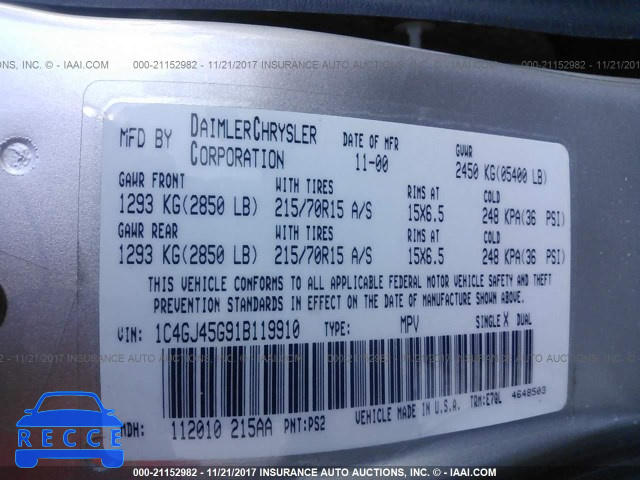 000-21152982 - 11/21/2017 INSURANCE AUTO AUCTIONS, INC. © - IAAI.COM
MFD BY DAIMLERCHRYSLER CORPORATION
DATE OF MFR
11-00
GVWR
2450 KG(05400 LB)
GAWR FRONT WITH TIRES RIMS AT COLD
1293 KG(2850 LB) 215/70R15 A/S 15X6.5 248 KPA(36 PSI)
GAWR REAR WITH TIRES RIMS AT COLD
1293 KG(2850 LB) 215/70R15 A/S 15X6.5 248 KPA(36 PSI)
THIS VEHICLE CONFORMS TO ALL APPLICABLE FEDERAL MOTOR VEHICLE SAFETY AND THEFT
PREVENTION STANDARDS IN EFFECT ON THE DATE OF MANUFACTURE SHOWN ABOVE.
VIN: 1C4GJ45G91B119910 TYPE: MPV SINGLE X DUAL
MDH: 112010 215AA PNT:PS2 VEHICLE MADE IN U.S.A. TRM:E70L 4648503
RECCE
000-21152982 - 11/21/2017 INSURANCE AUTO AUCTIONS, INC. © - IAAI.COM